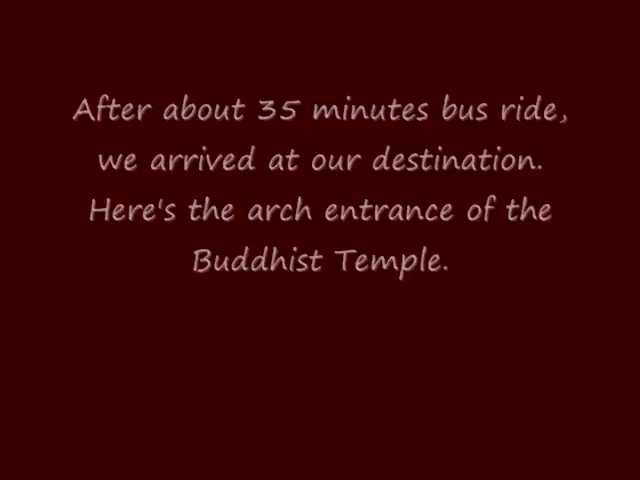 After about 35 minutes bus ride,
we arrived at our destination.
Here's the arch entrance of the
Buddhist Temple.